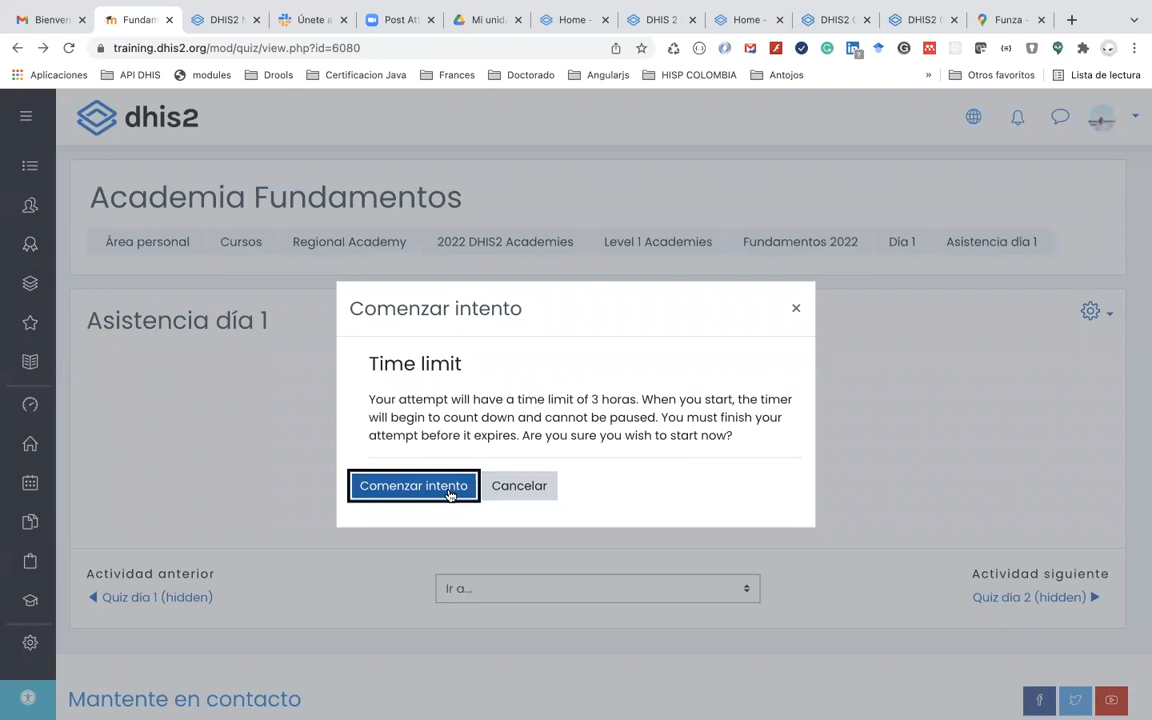 Bienven
Fundam
DHIS2
Únete a
Post At
Mi unid
Home -
DHIS 2
Home -
DHIS2
DHIS2
Funza -
training.dhis2.org/mod/quiz/view.php?id=6080
Aplicaciones
API DHIS
modules
Drools
Certificacion Java
Frances
Doctorado
Angularjs
HISP COLOMBIA
Antojos
»
Otros favoritos
Lista de lectura
dhis2
Academia Fundamentos
Área personal
Cursos
Regional Academy
2022 DHIS2 Academies
Level 1 Academies
Fundamentos 2022
Día 1
Asistencia día 1
Asistencia día 1
Comenzar intento
×
Time limit
Your attempt will have a time limit of 3 horas. When you start, the timer
will begin to count down and cannot be paused. You must finish your
attempt before it expires. Are you sure you wish to start now?
Comenzar intento
Cancelar
Actividad anterior
◀ Quiz día 1 (hidden)
Ir a...
Actividad siguiente
Quiz día 2 (hidden) ▶
Mantente en contacto